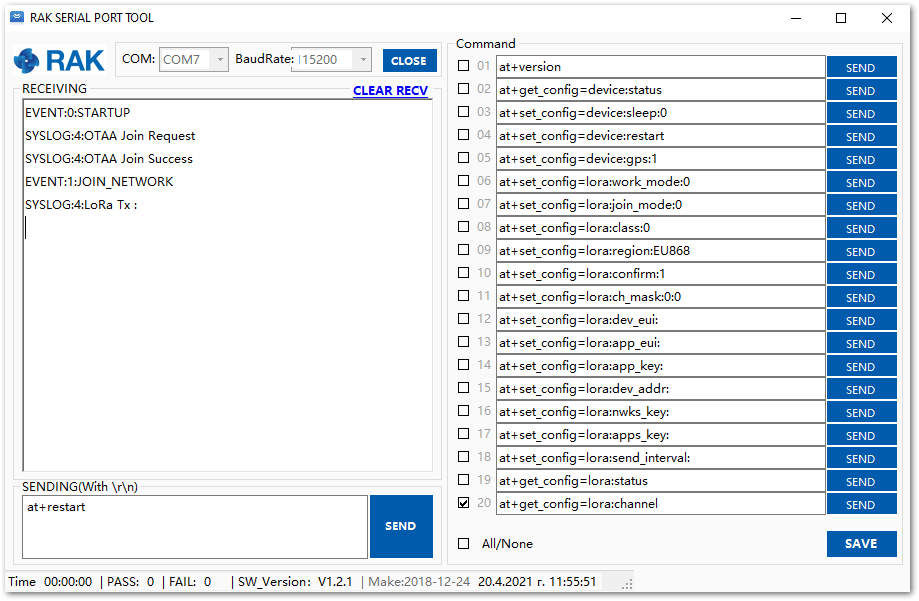 RAK SERIAL PORT TOOL
RAK
COM: COM7 BaudRate: 115200 CLOSE
RECEIVING CLEAR RECV
EVENT:0:STARTUP
SYSLOG:4:OTAA Join Request
SYSLOG:4:OTAA Join Success
EVENT:1:JOIN_NETWORK
SYSLOG:4:LoRa Tx :
SENDING(With \r\n)
at+restart
SEND
Command
01 at+version SEND
02 at+get_config=device:status SEND
03 at+set_config=device:sleep:0 SEND
04 at+set_config=device:restart SEND
05 at+set_config=device:gps:1 SEND
06 at+set_config=lora:work_mode:0 SEND
07 at+set_config=lora:join_mode:0 SEND
08 at+set_config=lora:class:0 SEND
09 at+set_config=lora:region:EU868 SEND
10 at+set_config=lora:confirm:1 SEND
11 at+set_config=lora:ch_mask:0:0 SEND
12 at+set_config=lora:dev_eui: SEND
13 at+set_config=lora:app_eui: SEND
14 at+set_config=lora:app_key: SEND
15 at+set_config=lora:dev_addr: SEND
16 at+set_config=lora:nwks_key: SEND
17 at+set_config=lora:apps_key: SEND
18 at+set_config=lora:send_interval: SEND
19 at+get_config=lora:status SEND
20 at+get_config=lora:channel SEND
All/None SAVE
Time 00:00:00 | PASS: 0 | FAIL: 0 | SW_Version: V1.2.1 | Make:2018-12-24 20.4.2021 г. 11:55:51